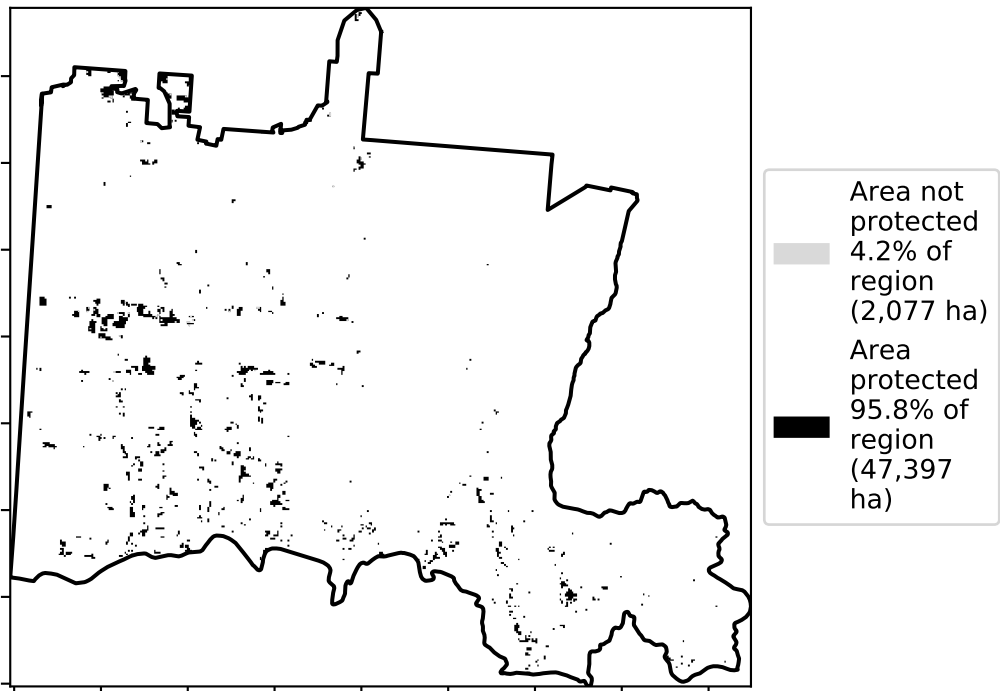 Area not
protected
4.2% of
region
(2,077 ha)
Area
protected
95.8% of
region
(47,397
ha)